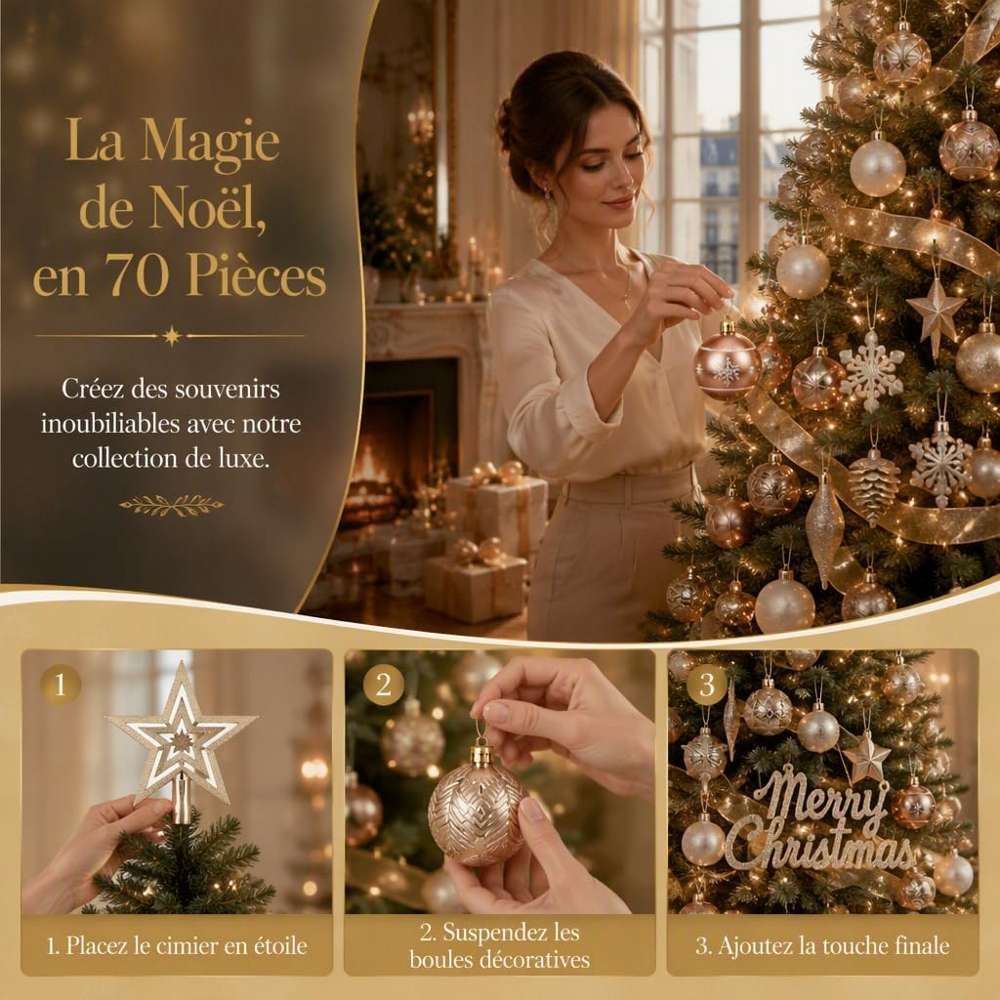 La Magie
de Noël,
en 70 Pièces
Créez des souvenirs
inoubiliables avec notre
collection de luxe.
1
2
3
Merry
Christmas
1. Placez le cimier en étoile
2. Suspendez les
boules décoratives
3. Ajoutez la touche finale